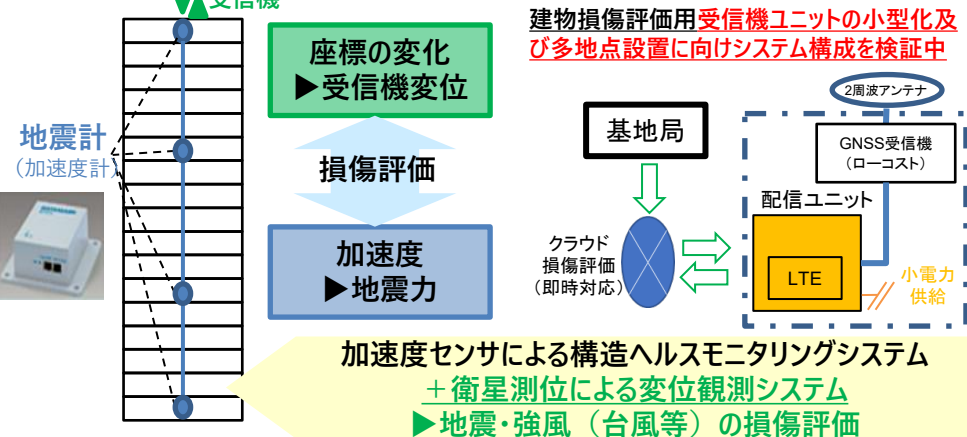 受信機
地震計
（加速度計）
座標の変化
▶受信機変位
損傷評価
加速度
▶地震力
建物損傷評価用受信機ユニットの小型化及
び多地点設置に向けシステム構成を検証中
2周波アンテナ
基地局
GNSS受信機
（ローコスト）
配信ユニット
LTE
小電力
供給
クラウド
損傷評価
（即時対応）
加速度センサによる構造ヘルスモニタリングシステム
＋衛星測位による変位観測システム
▶地震・強風（台風等）の損傷評価